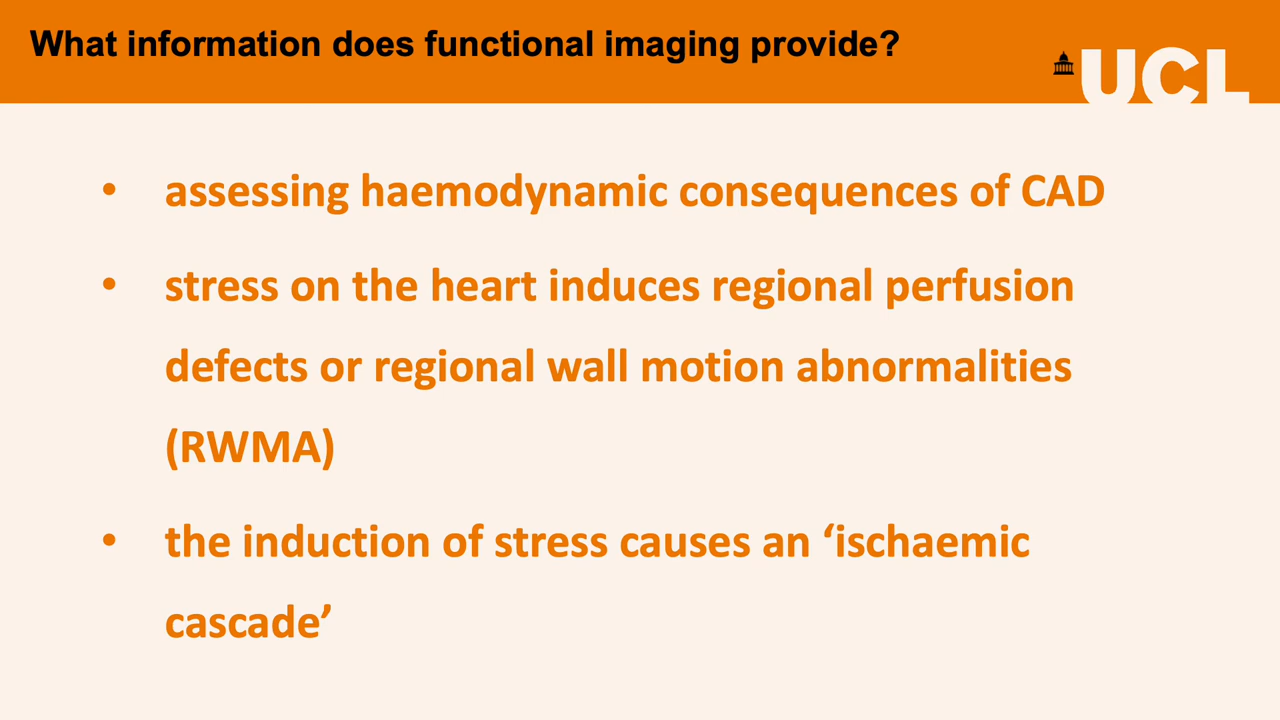 What information does functional imaging provide?
UCL
• assessing haemodynamic consequences of CAD
• stress on the heart induces regional perfusion
defects or regional wall motion abnormalities
(RWMA)
• the induction of stress causes an ‘ischaemic
cascade’